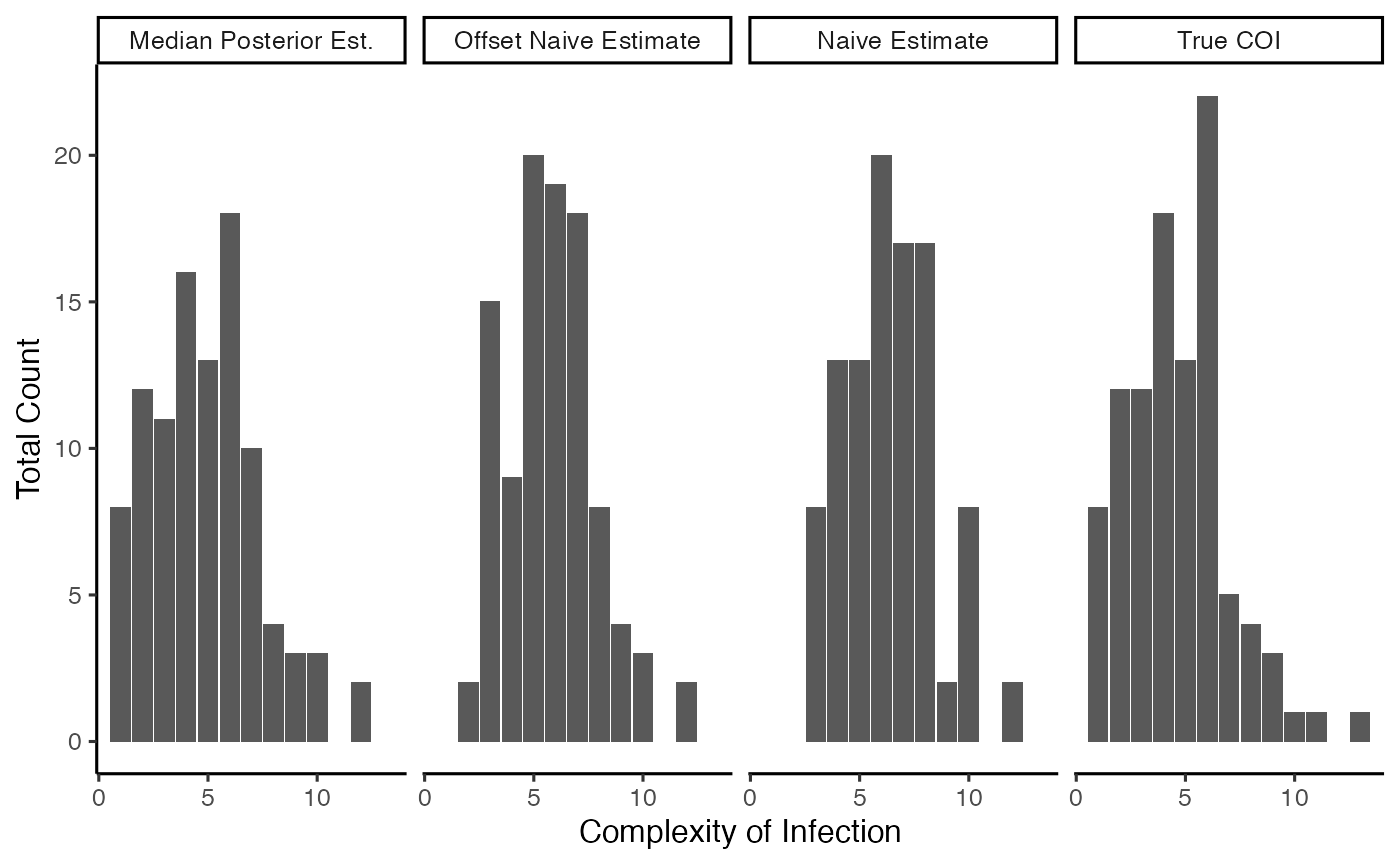 Median Posterior Est.
Offset Naive Estimate
Naive Estimate
True COI
Total Count
20
15
10
5
0
0 5 10
0 5 10
0 5 10
0 5 10
Complexity of Infection